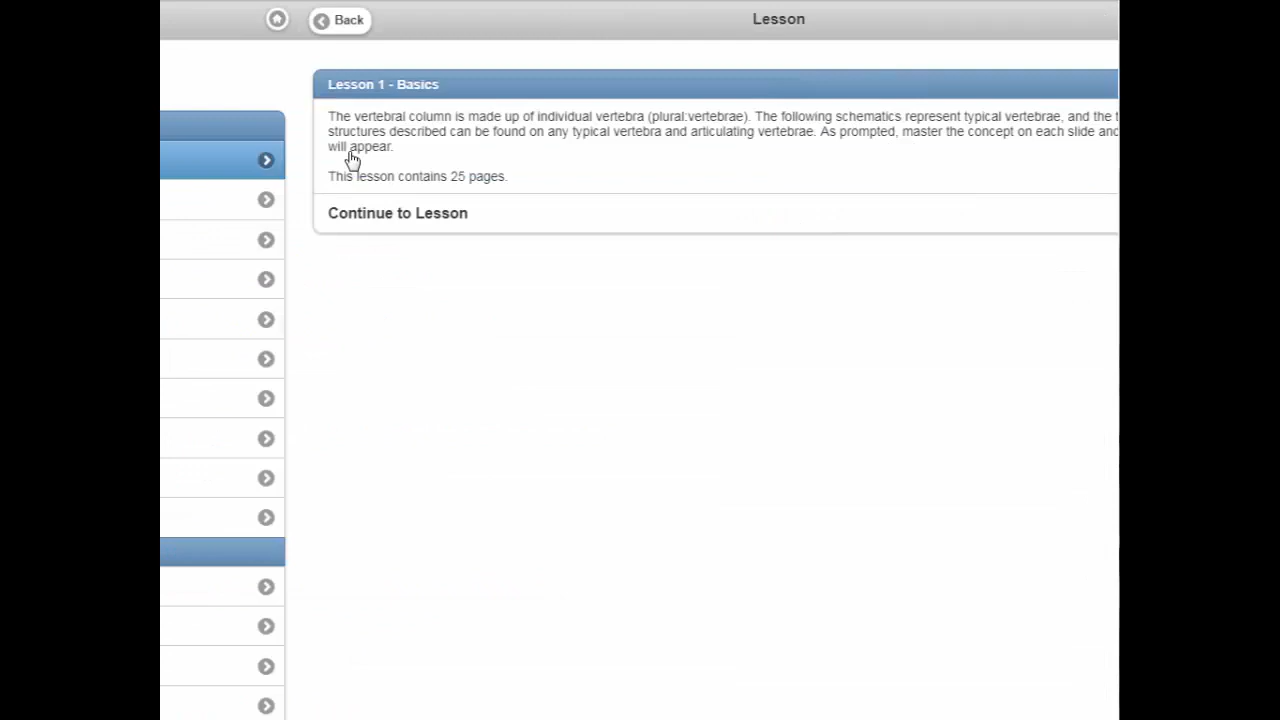 Back
Lesson
Lesson 1 - Basics
The vertebral column is made up of individual vertebra (plural:vertebrae). The following schematics represent typical vertebrae, and the
structures described can be found on any typical vertebra and articulating vertebrae. As prompted, master the concept on each slide and
will appear.
This lesson contains 25 pages.
Continue to Lesson